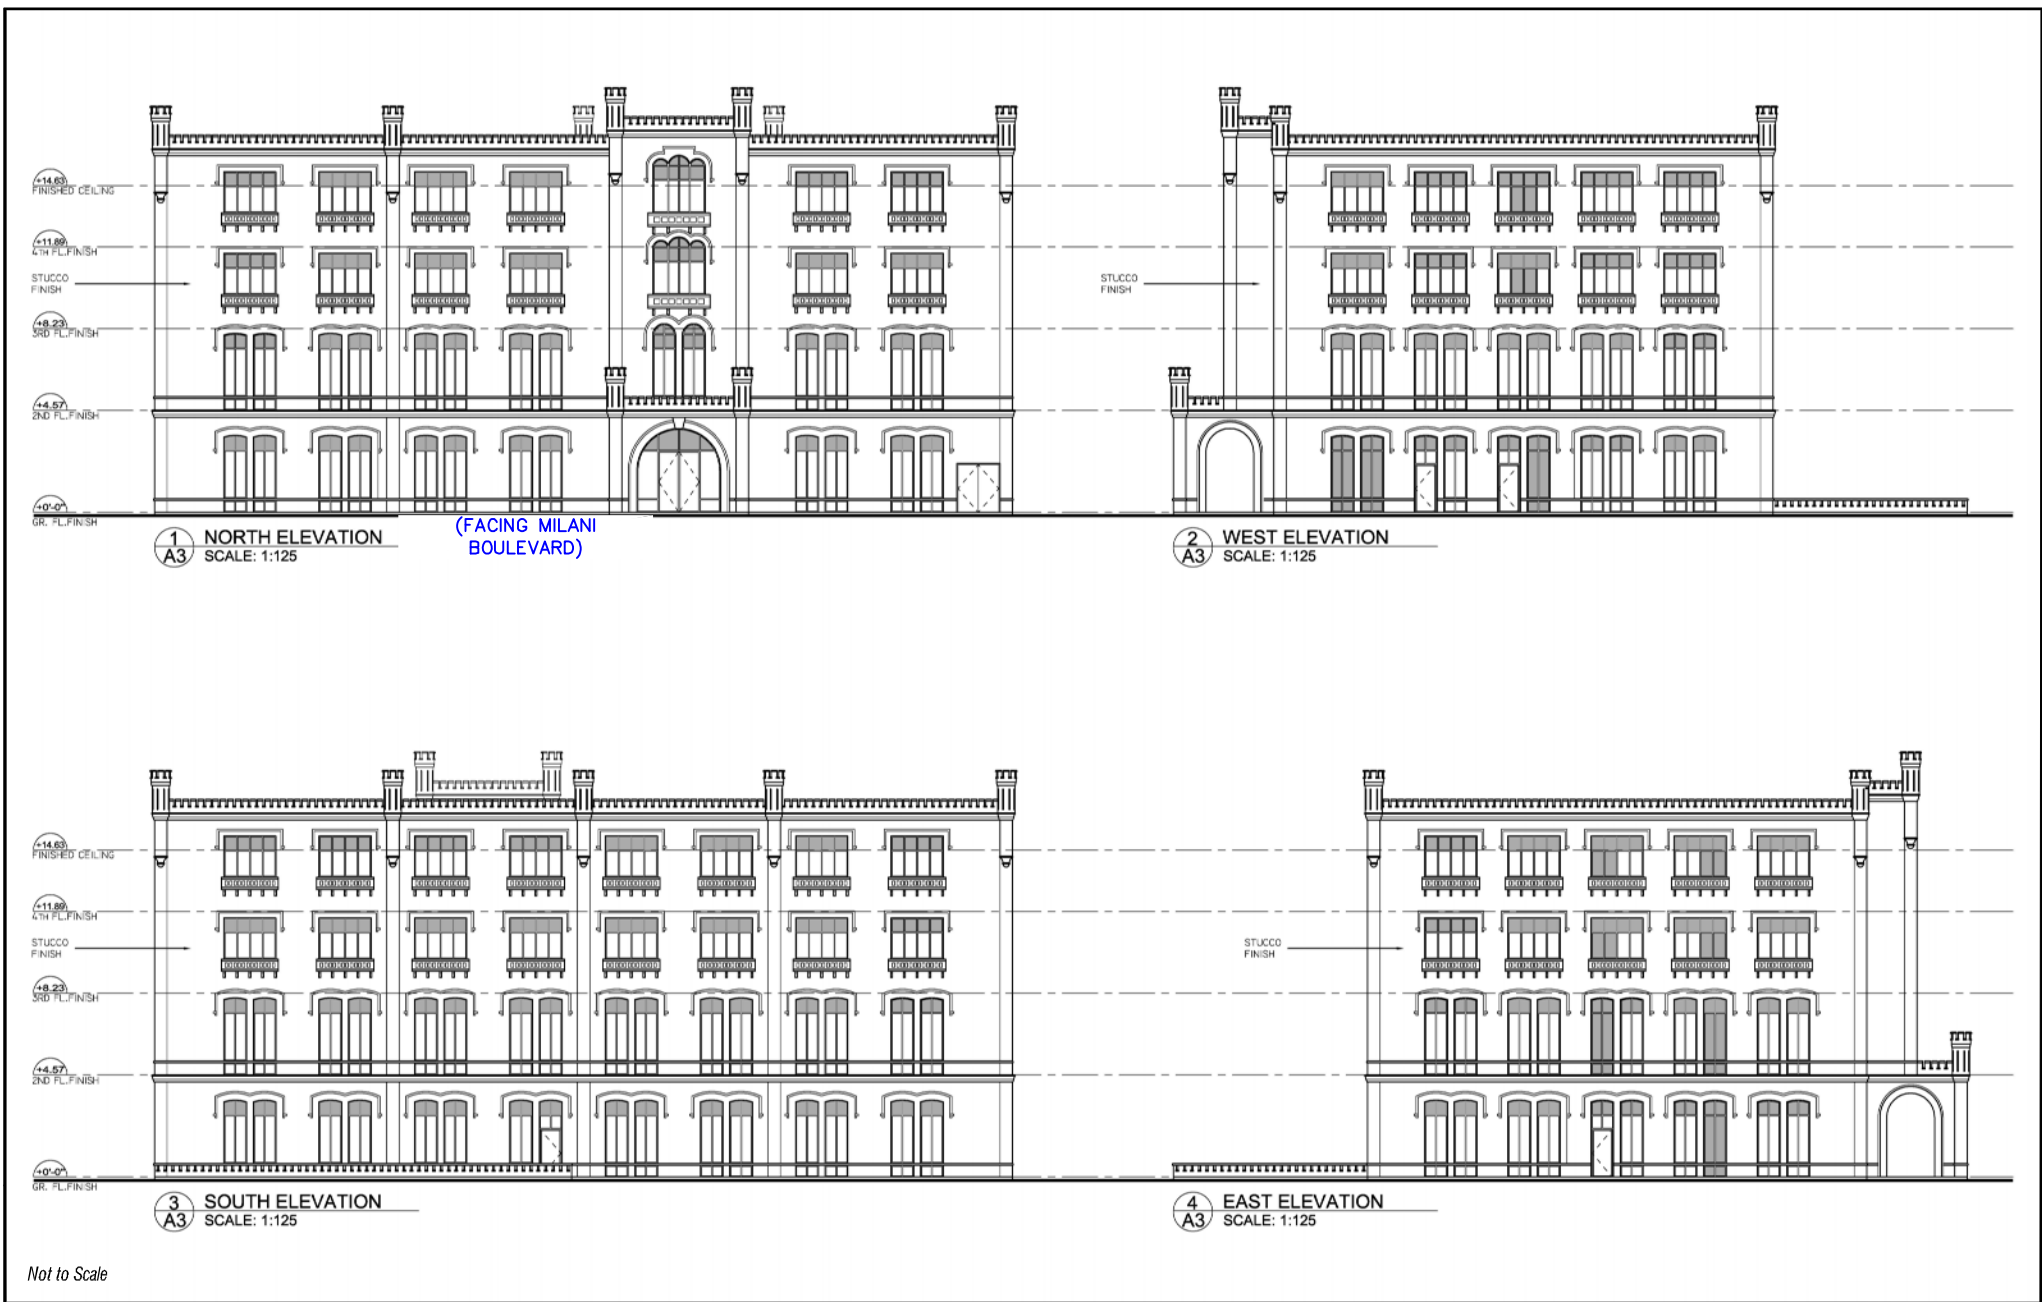 +14.63
FINISHED CEILING
+11.89
4TH FL.FINISH
STUCCO
FINISH
+8.23
3RD FL.FINISH
+4.57
2ND FL.FINISH
+0'-0"
GR. FL.FINISH
1
A3
NORTH ELEVATION
SCALE: 1:125
(FACING MILANI
BOULEVARD)
STUCCO
FINISH
2
A3
WEST ELEVATION
SCALE: 1:125
+14.63
FINISHED CEILING
+11.89
4TH FL.FINISH
STUCCO
FINISH
+8.23
3RD FL.FINISH
+4.57
2ND FL.FINISH
+0'-0"
GR. FL.FINISH
3
A3
SOUTH ELEVATION
SCALE: 1:125
STUCCO
FINISH
4
A3
EAST ELEVATION
SCALE: 1:125
Not to Scale